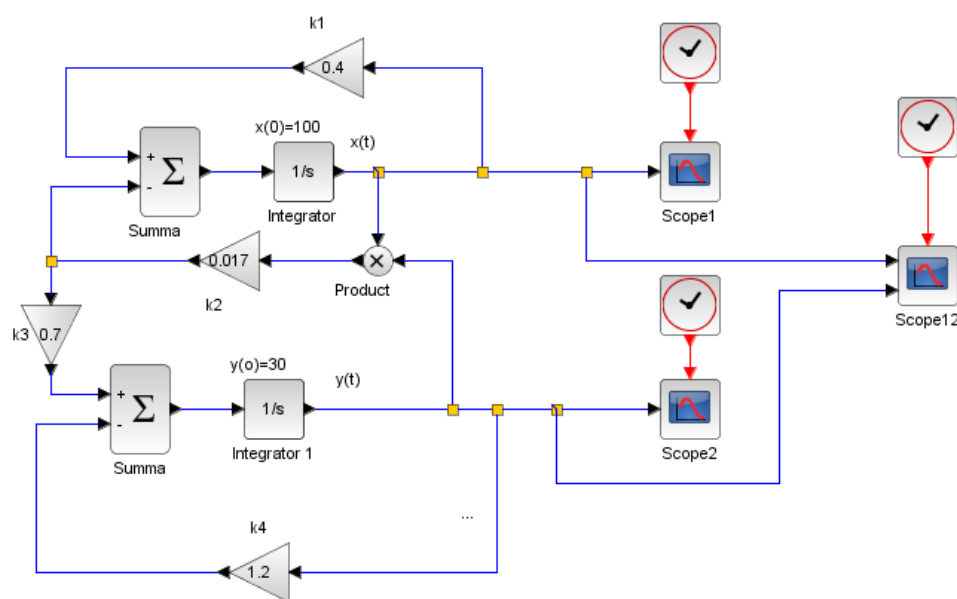 k1
0.4
x(0)=100
x(t)
+
-
Σ
1/s
Summa
Integrator
Scope1
0.017
Product
k2
k3
0.7
Scope12
y(o)=30
y(t)
+
-
Σ
1/s
Summa
Integrator 1
Scope2
...
k4
1.2